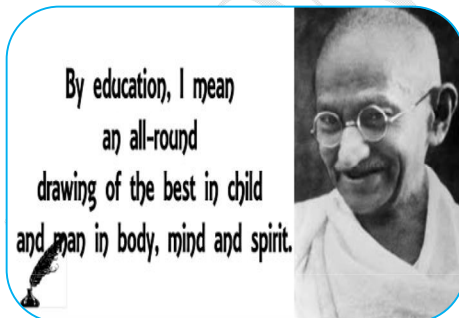 By education, I mean
an all-round
drawing of the best in child
and man in body, mind and spirit.